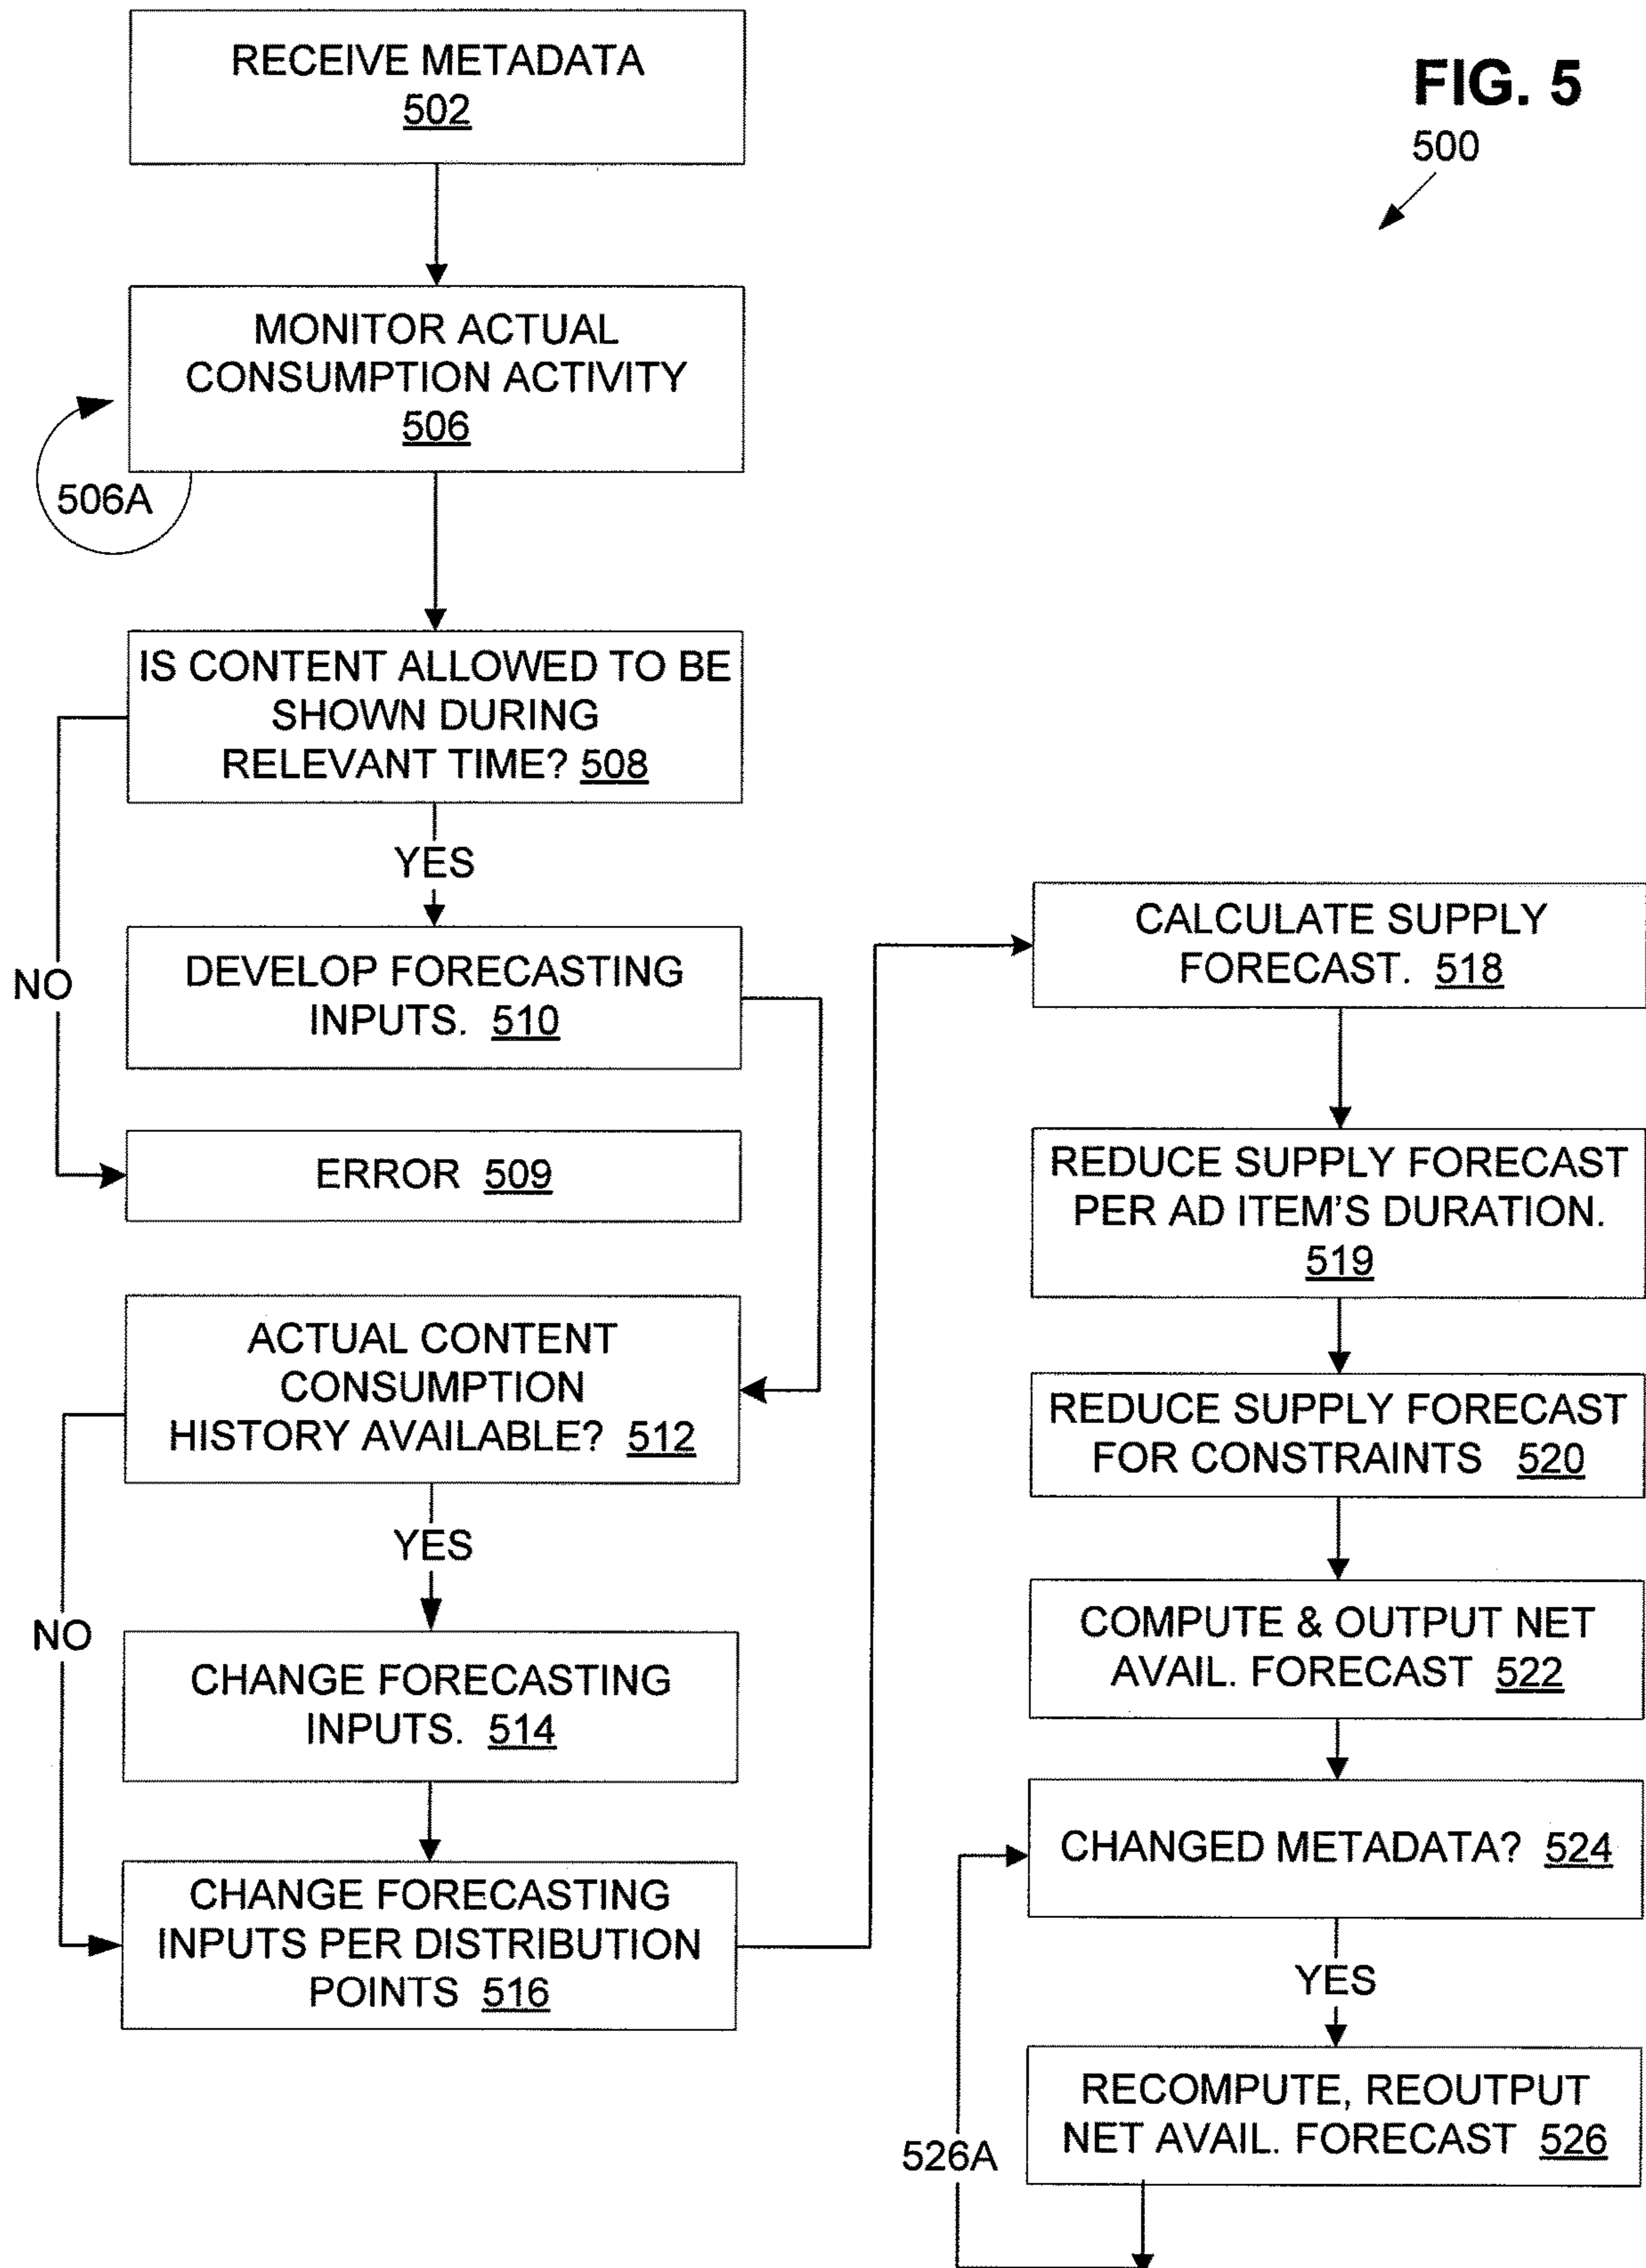 FIG. 5
500
RECEIVE METADATA
502
MONITOR ACTUAL
CONSUMPTION ACTIVITY
506
506A
IS CONTENT ALLOWED TO BE
SHOWN DURING
RELEVANT TIME? 508
YES
NO
DEVELOP FORECASTING
INPUTS. 510
ERROR 509
ACTUAL CONTENT
CONSUMPTION
HISTORY AVAILABLE? 512
YES
NO
CHANGE FORECASTING
INPUTS. 514
CHANGE FORECASTING
INPUTS PER DISTRIBUTION
POINTS 516
CALCULATE SUPPLY
FORECAST. 518
REDUCE SUPPLY FORECAST
PER AD ITEM'S DURATION.
519
REDUCE SUPPLY FORECAST
FOR CONSTRAINTS 520
COMPUTE & OUTPUT NET
AVAIL. FORECAST 522
CHANGED METADATA? 524
YES
RECOMPUTE, REOUTPUT
NET AVAIL. FORECAST 526
526A